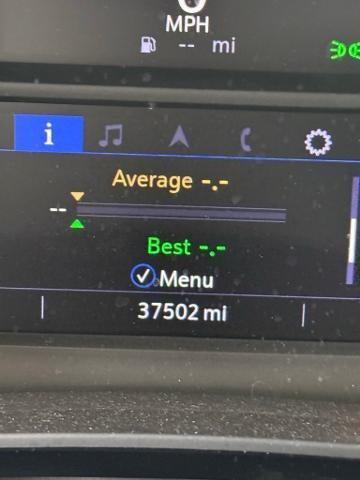 MPH
-- mi
i
Average -.-
--
Best -.-
Menu
37502 mi